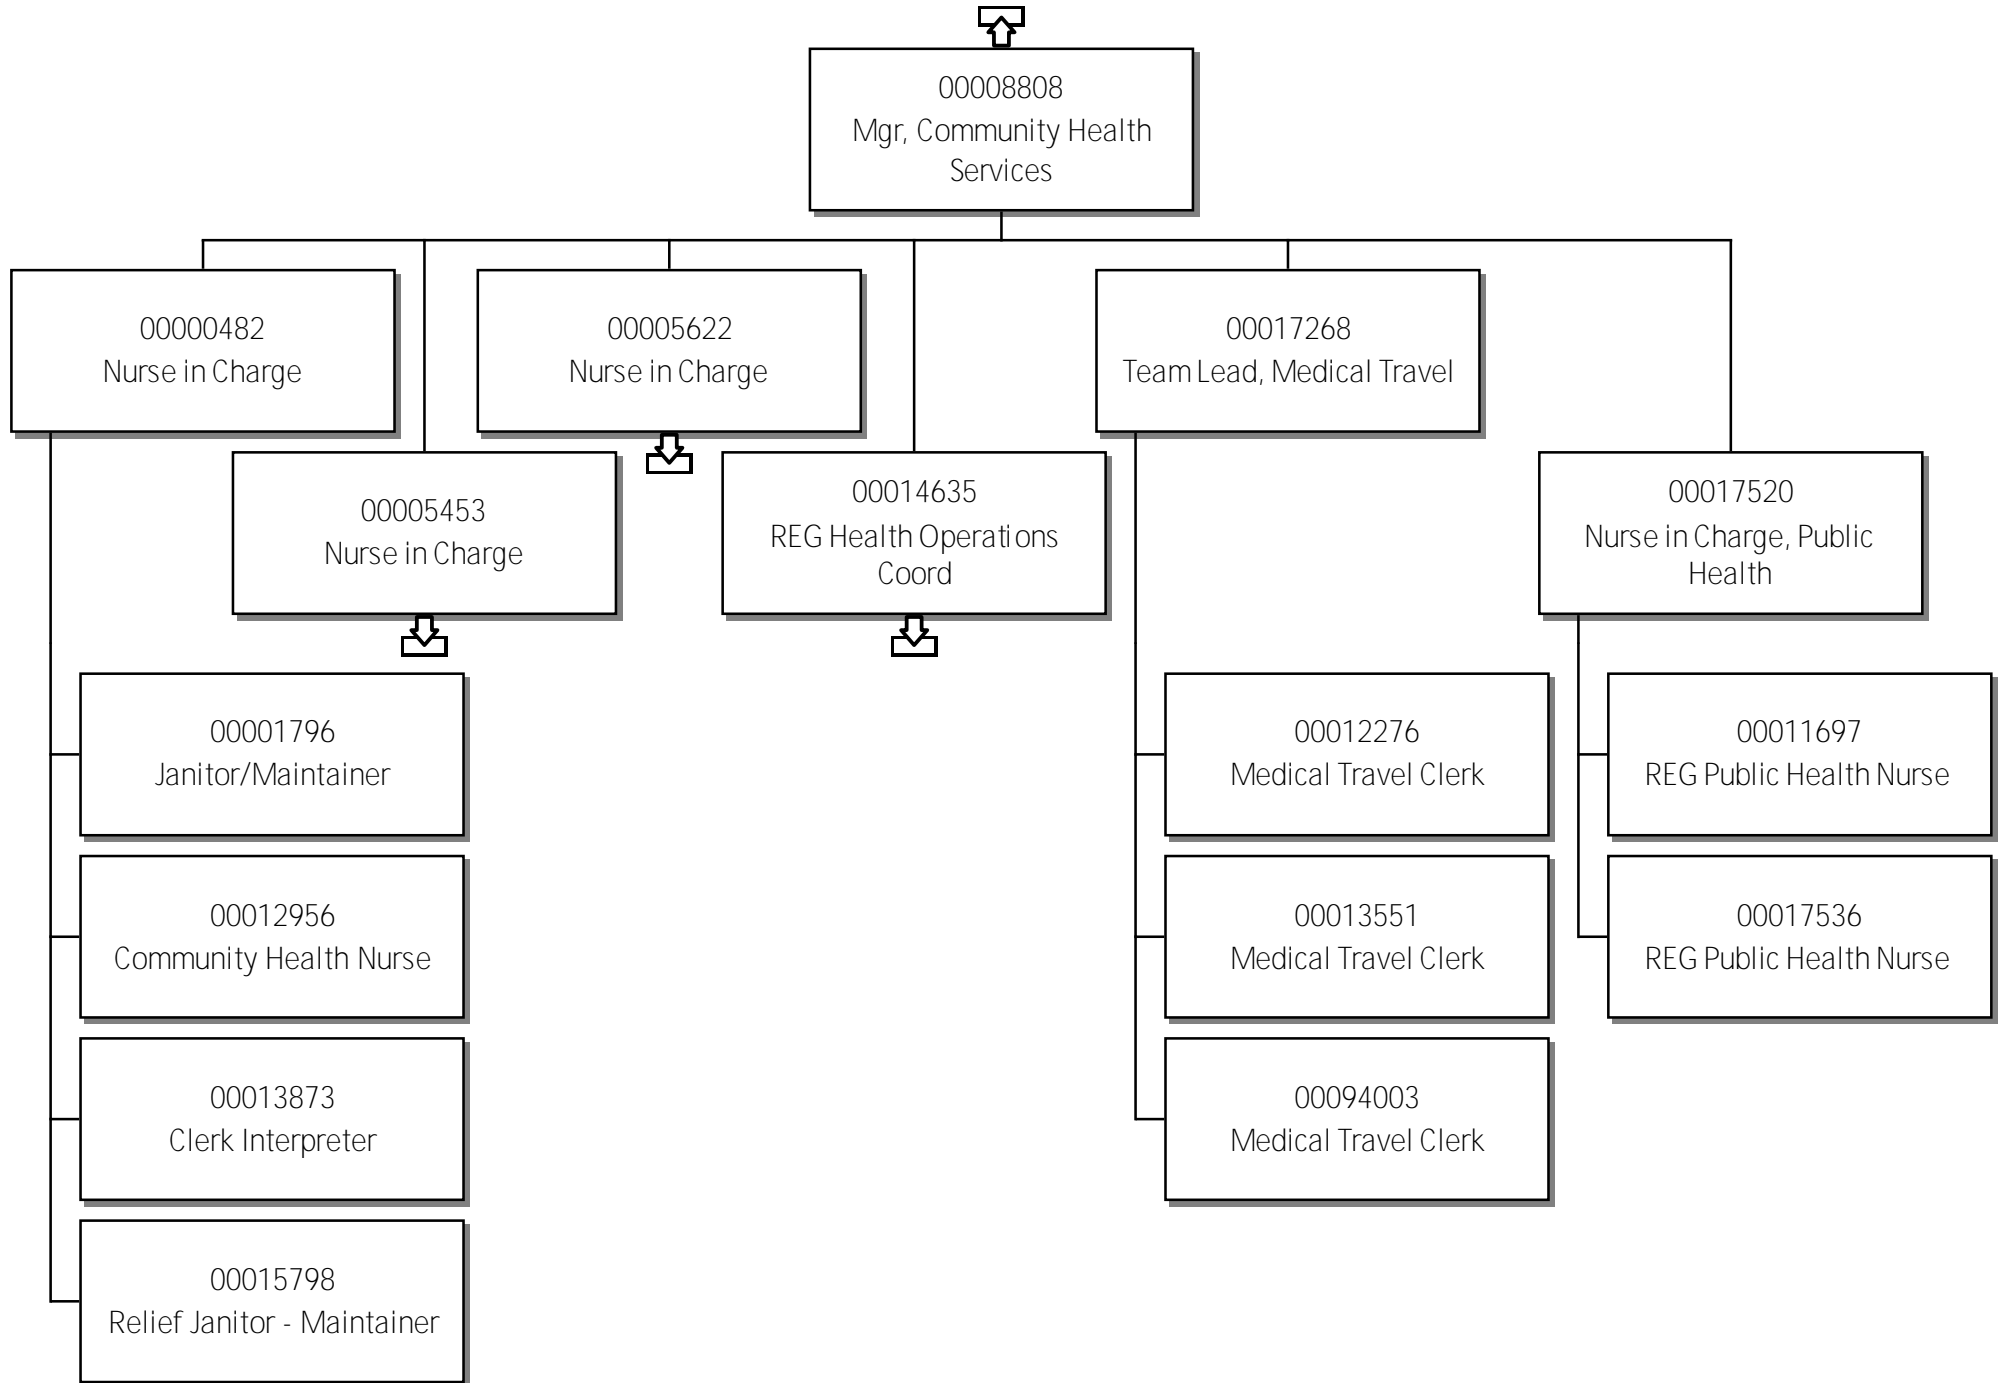 00008808
Mgr, Community Health
Services
00000482
Nurse in Charge
00005622
Nurse in Charge
00017268
Team Lead, Medical Travel
00005453
Nurse in Charge
00014635
REG Health Operations
Coord
00017520
Nurse in Charge, Public
Health
00001796
Janitor/Maintainer
00012956
Community Health Nurse
00013873
Clerk Interpreter
00015798
Relief Janitor - Maintainer
00012276
Medical Travel Clerk
00013551
Medical Travel Clerk
00094003
Medical Travel Clerk
00011697
REG Public Health Nurse
00017536
REG Public Health Nurse